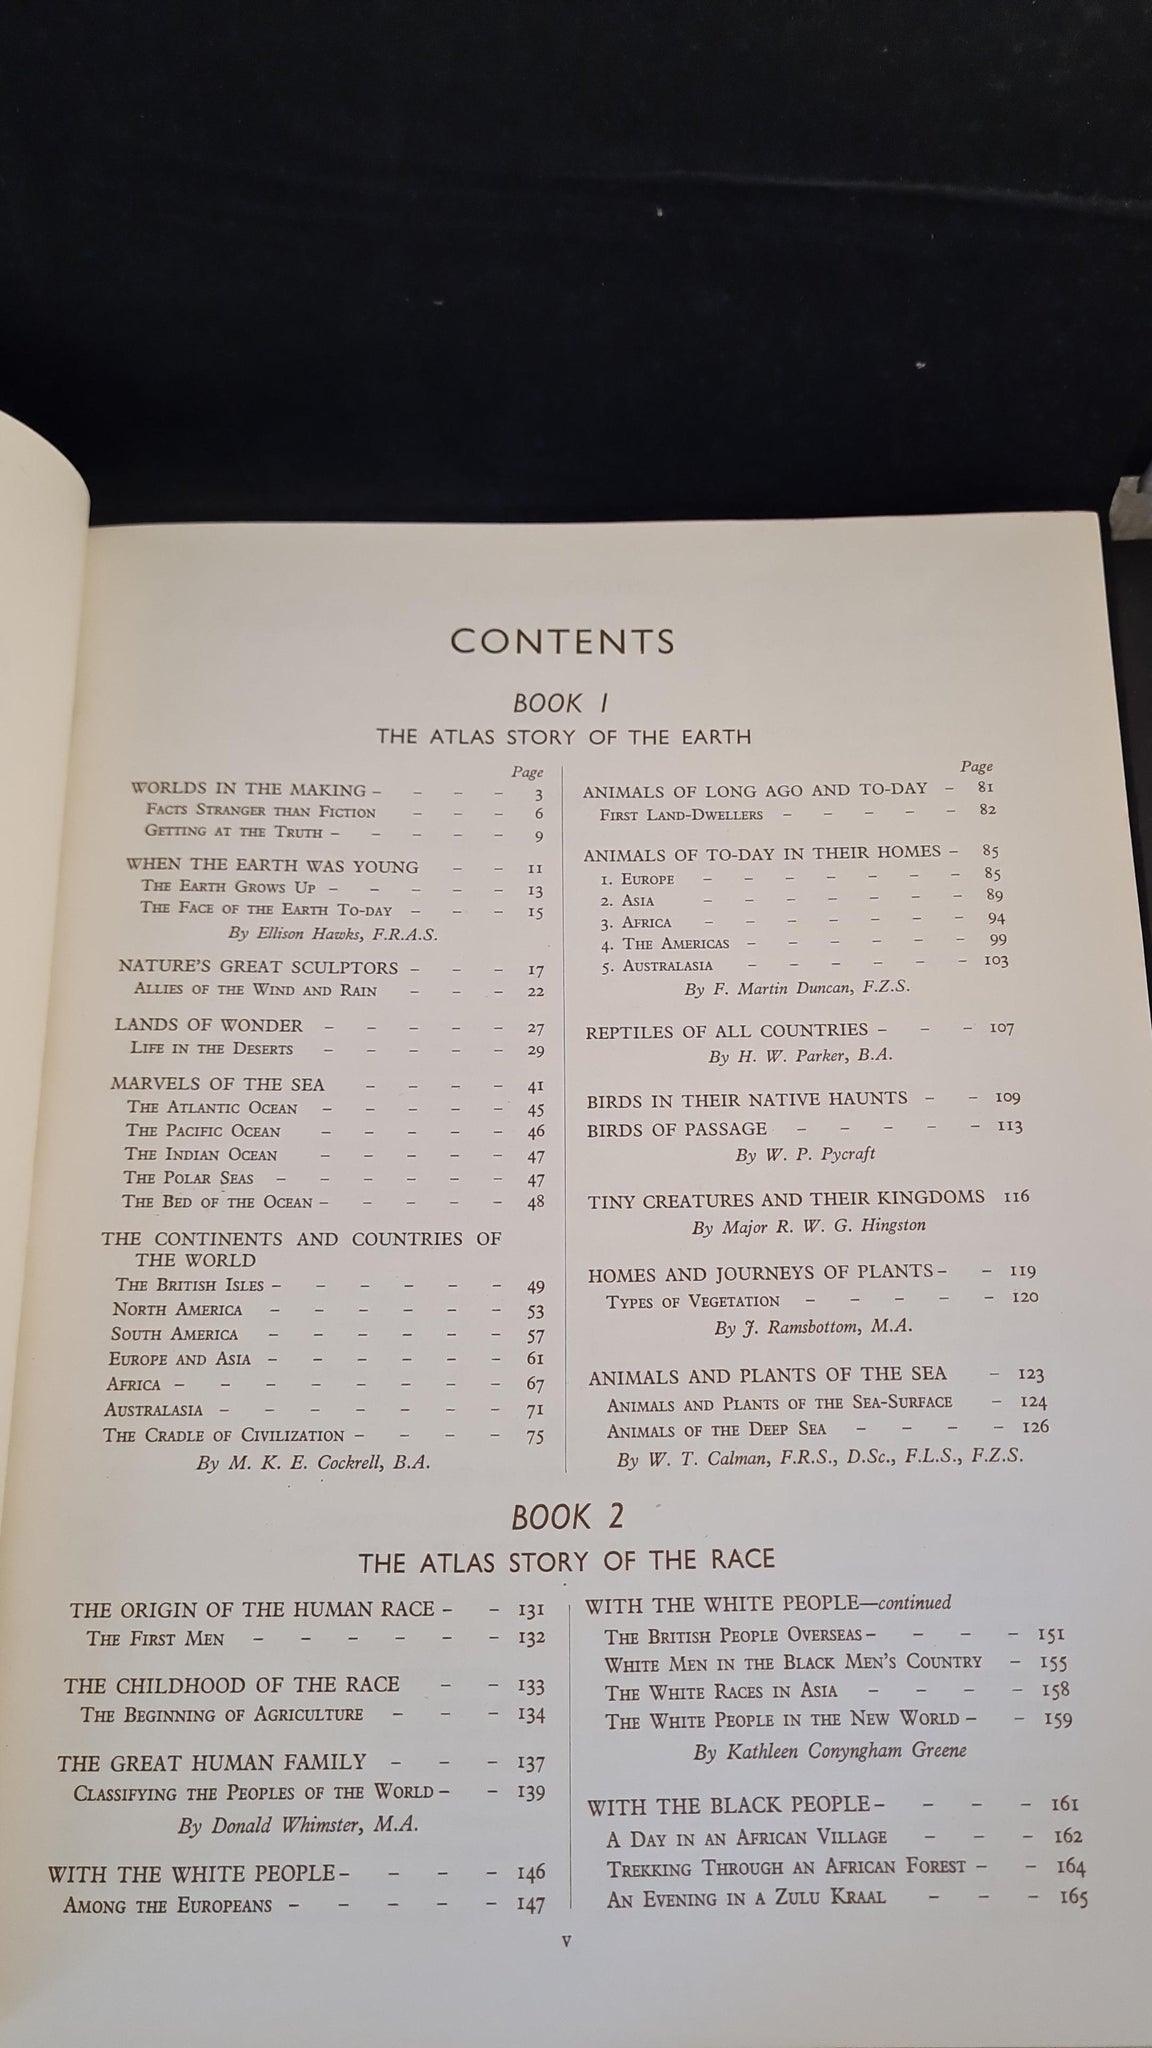 CONTENTS
BOOK 1
THE ATLAS STORY OF THE EARTH
Page
WORLDS IN THE MAKING – – – – 3
FACTS STRANGER THAN FICTION – – – 6
GETTING AT THE TRUTH – – – – – 9
WHEN THE EARTH WAS YOUNG – – 11
THE EARTH GROWS UP – – – – – 13
THE FACE OF THE EARTH TO-DAY – – – 15
By Ellison Hawks, F.R.A.S.
NATURE'S GREAT SCULPTORS – – – 17
ALLIES OF THE WIND AND RAIN – – – 22
LANDS OF WONDER – – – – – 27
LIFE IN THE DESERTS – – – – – 29
MARVELS OF THE SEA – – – – 41
THE ATLANTIC OCEAN – – – – – 45
THE PACIFIC OCEAN – – – – – 46
THE INDIAN OCEAN – – – – – 47
THE POLAR SEAS – – – – – – 47
THE BED OF THE OCEAN – – – – – 48
THE CONTINENTS AND COUNTRIES OF
THE WORLD
THE BRITISH ISLES – – – – – – 49
NORTH AMERICA – – – – – – 53
SOUTH AMERICA – – – – – – 57
EUROPE AND ASIA – – – – – – 61
AFRICA – – – – – – – – 67
AUSTRALASIA – – – – – – – 71
THE CRADLE OF CIVILIZATION – – – – 75
By M. K. E. Cockrell, B.A.
Page
ANIMALS OF LONG AGO AND TO-DAY – 81
FIRST LAND-DWELLERS – – – – – 82
ANIMALS OF TO-DAY IN THEIR HOMES – 85
1. EUROPE – – – – – – – 85
2. ASIA – – – – – – – 89
3. AFRICA – – – – – – – 94
4. THE AMERICAS – – – – – – 99
5. AUSTRALASIA – – – – – – 103
By F. Martin Duncan, F.Z.S.
REPTILES OF ALL COUNTRIES – – – 107
By H. W. Parker, B.A.
BIRDS IN THEIR NATIVE HAUNTS – – 109
BIRDS OF PASSAGE – – – – – 113
By W. P. Pycraft
TINY CREATURES AND THEIR KINGDOMS 116
By Major R. W. G. Hingston
HOMES AND JOURNEYS OF PLANTS – – 119
TYPES OF VEGETATION – – – – – 120
By J. Ramsbottom, M.A.
ANIMALS AND PLANTS OF THE SEA – 123
ANIMALS AND PLANTS OF THE SEA-SURFACE – 124
ANIMALS OF THE DEEP SEA – – – – 126
By W. T. Calman, F.R.S., D.Sc., F.L.S., F.Z.S.
BOOK 2
THE ATLAS STORY OF THE RACE
THE ORIGIN OF THE HUMAN RACE – – 131
THE FIRST MEN – – – – – – 132
THE CHILDHOOD OF THE RACE – – 133
THE BEGINNING OF AGRICULTURE – – – 134
THE GREAT HUMAN FAMILY – – – 137
CLASSIFYING THE PEOPLES OF THE WORLD – – 139
By Donald Whimster, M.A.
WITH THE WHITE PEOPLE – – – – 146
AMONG THE EUROPEANS – – – – – 147
WITH THE WHITE PEOPLE—continued
THE BRITISH PEOPLE OVERSEAS – – – – 151
WHITE MEN IN THE BLACK MEN'S COUNTRY – 155
THE WHITE RACES IN ASIA – – – – 158
THE WHITE PEOPLE IN THE NEW WORLD – – 159
By Kathleen Conyngham Greene
WITH THE BLACK PEOPLE – – – – 161
A DAY IN AN AFRICAN VILLAGE – – – 162
TREKKING THROUGH AN AFRICAN FOREST – – 164
AN EVENING IN A ZULU KRAAL – – – 165
v